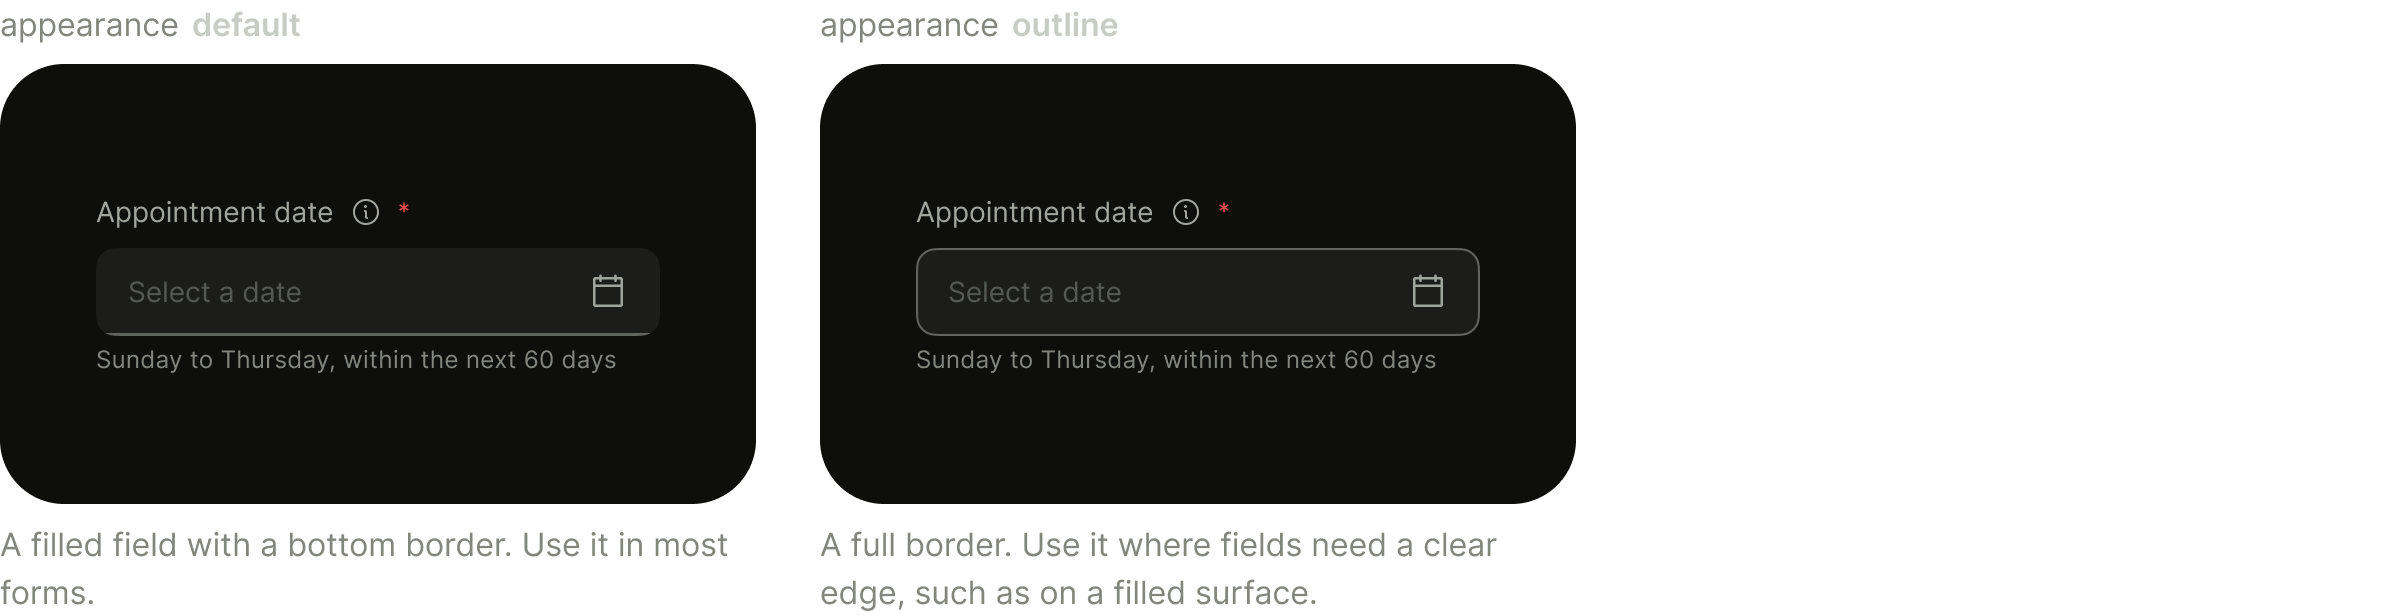 appearance default
Appointment date *
Select a date
Sunday to Thursday, within the next 60 days
A filled field with a bottom border. Use it in most
forms.
appearance outline
Appointment date *
Select a date
Sunday to Thursday, within the next 60 days
A full border. Use it where fields need a clear
edge, such as on a filled surface.